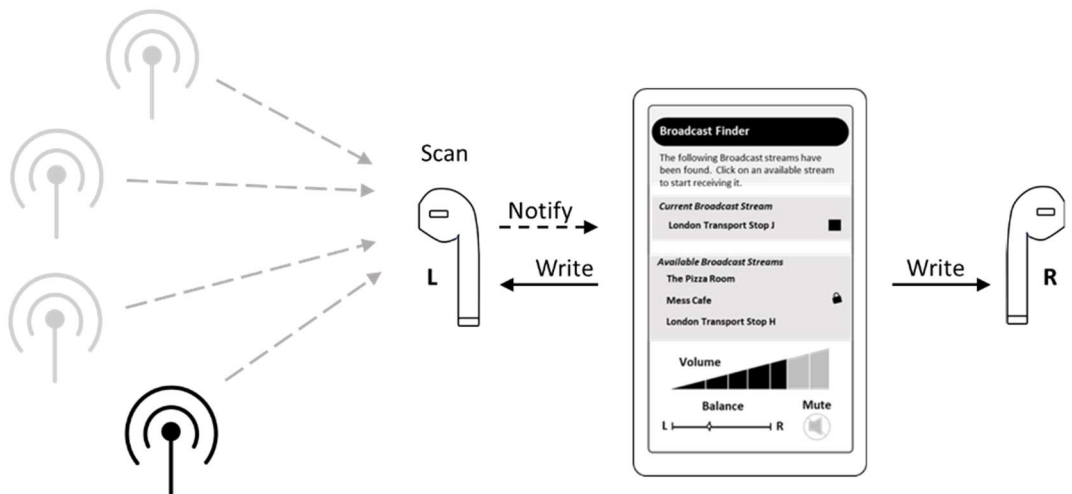 Scan
L
Notify
Write
Broadcast Finder
The following Broadcast streams have
been found. Click on an available stream
to start receiving it.
Current Broadcast Stream
London Transport Stop J
Available Broadcast Streams
The Pizza Room
Mess Cafe
London Transport Stop H
Volume
Balance
Mute
L
R
Write
R